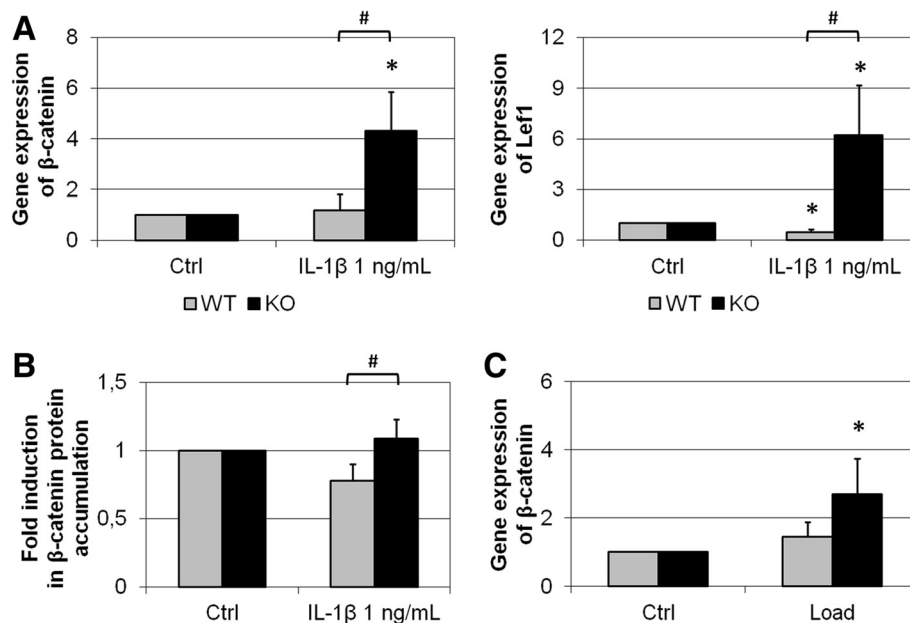 A
Gene expression
of β-catenin
8
6
4
2
0
#
*
Ctrl
IL-1β 1 ng/mL
WT
KO
Gene expression
of Lef1
12
9
6
3
0
#
*
*
Ctrl
IL-1β 1 ng/mL
WT
KO
B
Fold induction
in β-catenin protein
accumulation
1,5
1
0,5
0
#
Ctrl
IL-1β 1 ng/mL
C
Gene expression
of β-catenin
6
4
2
0
*
Ctrl
Load